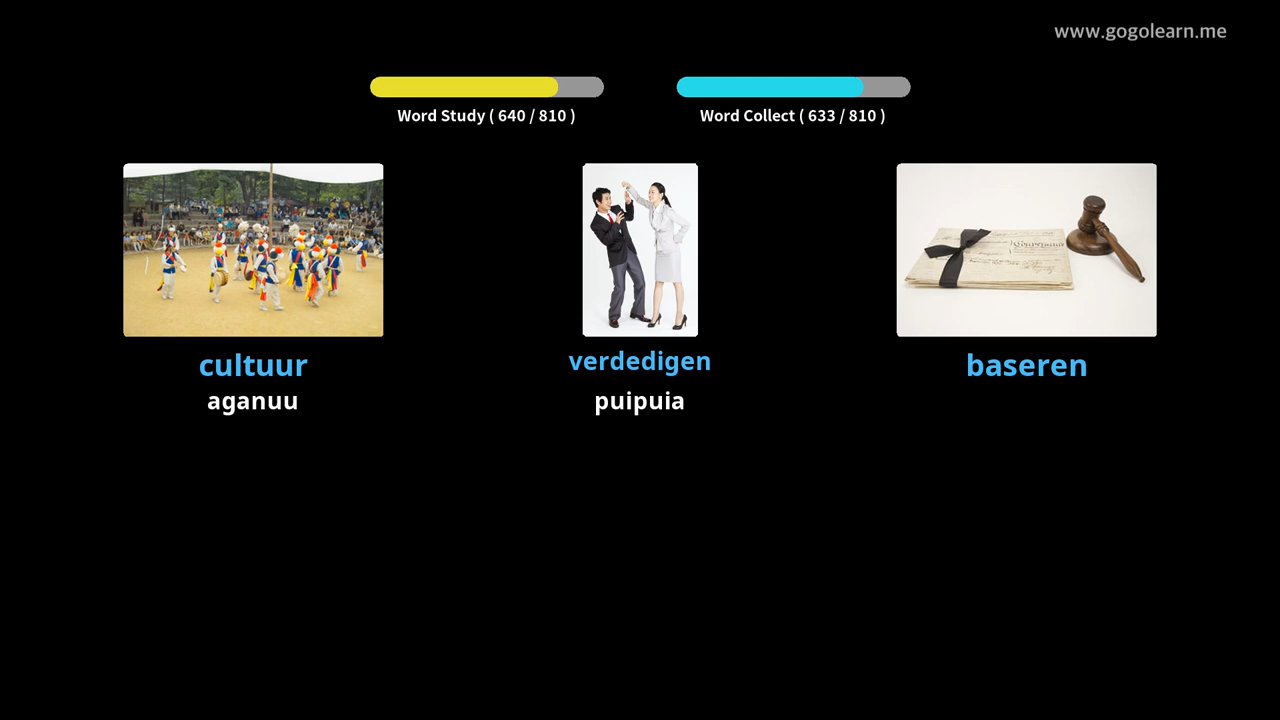 www.gogolearn.me
Word Study ( 640 / 810 )
Word Collect ( 633 / 810 )
cultuur
aganuu
verdedigen
puipuia
baseren